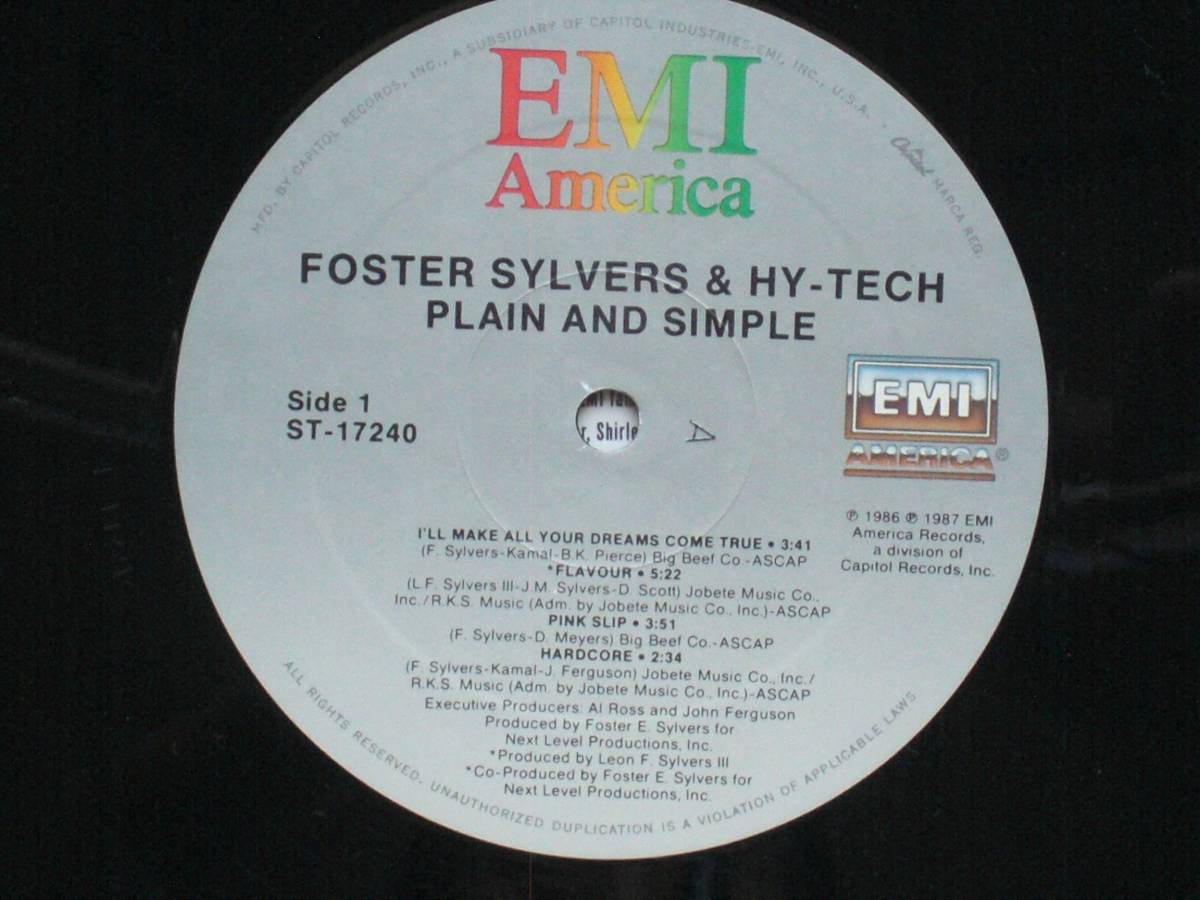 MFD. BY CAPITOL RECORDS, INC., A SUBSIDIARY OF CAPITOL INDUSTRIES-EMI, INC., U.S.A. • Capitol MARCA REG.
EMI
America
FOSTER SYLVERS & HY-TECH
PLAIN AND SIMPLE
Side 1
ST-17240
r, Shirle
EMI
AMERICA®
℗ 1986 ℗ 1987 EMI
America Records,
a division of
Capitol Records, Inc.
I'LL MAKE ALL YOUR DREAMS COME TRUE • 3:41
(F. Sylvers-Kamal-B.K. Pierce) Big Beef Co.-ASCAP
*FLAVOUR • 5:22
(L.F. Sylvers III-J.M. Sylvers-D. Scott) Jobete Music Co.,
Inc./R.K.S. Music (Adm. by Jobete Music Co., Inc.)-ASCAP
PINK SLIP • 3:51
(F. Sylvers-D. Meyers) Big Beef Co.-ASCAP
HARDCORE • 2:34
(F. Sylvers-Kamal-J. Ferguson) Jobete Music Co., Inc./
R.K.S. Music (Adm. by Jobete Music Co., Inc.)-ASCAP
Executive Producers: Al Ross and John Ferguson
Produced by Foster E. Sylvers for
Next Level Productions, Inc.
*Produced by Leon F. Sylvers III
*Co-Produced by Foster E. Sylvers for
Next Level Productions, Inc.
ALL RIGHTS RESERVED. UNAUTHORIZED DUPLICATION IS A VIOLATION OF APPLICABLE LAWS